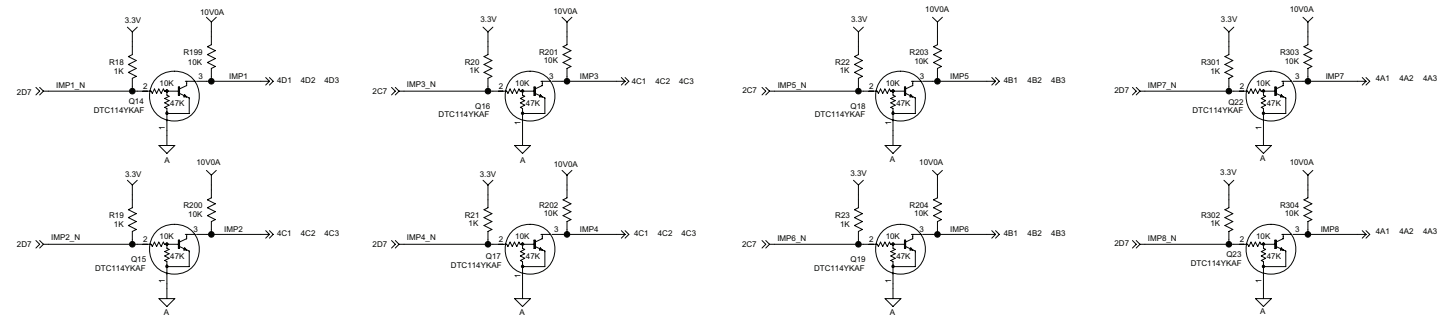 3.3V
10V0A
R18
1K
R199
10K
2D7
IMP1_N
2
10K
3
IMP1
4D1 4D2 4D3
47K
Q14
DTC114YKAF
1
A
3.3V
10V0A
R20
1K
R201
10K
2C7
IMP3_N
2
10K
3
IMP3
4C1 4C2 4C3
47K
Q16
DTC114YKAF
1
A
3.3V
10V0A
R22
1K
R203
10K
2C7
IMP5_N
2
10K
3
IMP5
4B1 4B2 4B3
47K
Q18
DTC114YKAF
1
A
3.3V
10V0A
R301
1K
R303
10K
2D7
IMP7_N
2
10K
3
IMP7
4A1 4A2 4A3
47K
Q22
DTC114YKAF
1
A
3.3V
10V0A
R19
1K
R200
10K
2D7
IMP2_N
2
10K
3
IMP2
4C1 4C2 4C3
47K
Q15
DTC114YKAF
1
A
3.3V
10V0A
R21
1K
R202
10K
2D7
IMP4_N
2
10K
3
IMP4
4C1 4C2 4C3
47K
Q17
DTC114YKAF
1
A
3.3V
10V0A
R23
1K
R204
10K
2C7
IMP6_N
2
10K
3
IMP6
4B1 4B2 4B3
47K
Q19
DTC114YKAF
1
A
3.3V
10V0A
R302
1K
R304
10K
2D7
IMP8_N
2
10K
3
IMP8
4A1 4A2 4A3
47K
Q23
DTC114YKAF
1
A